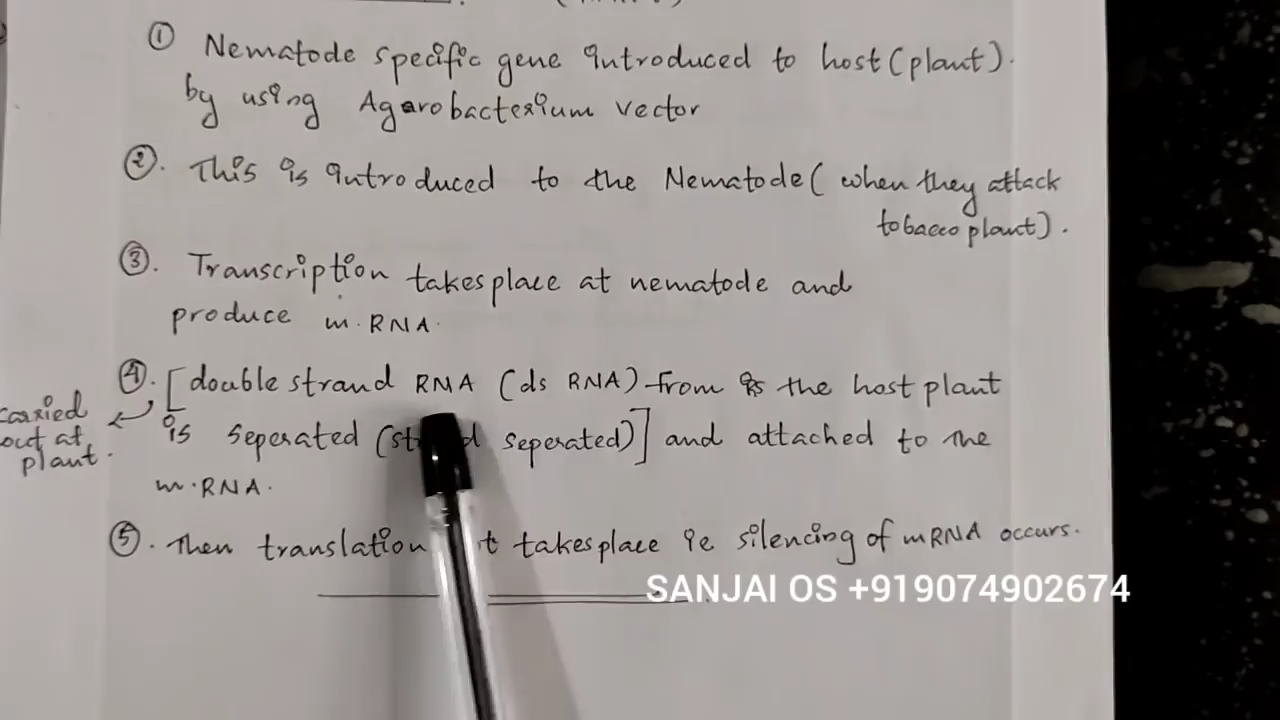 ① Nematode specific gene introduced to host (plant).
by using Agarobacterium vector
②. This is introduced to the Nematode (when they attack
tobacco plant).
③. Transcription takesplace at nematode and
produce m.RNA.
④. [double strand RNA (ds RNA) from the host plant
carried out at plant.
is seperated (strand seperated)] and attached to the
m.RNA.
⑤. Then translation takesplace ie silencing of mRNA occurs.
SANJAI OS +919074902674